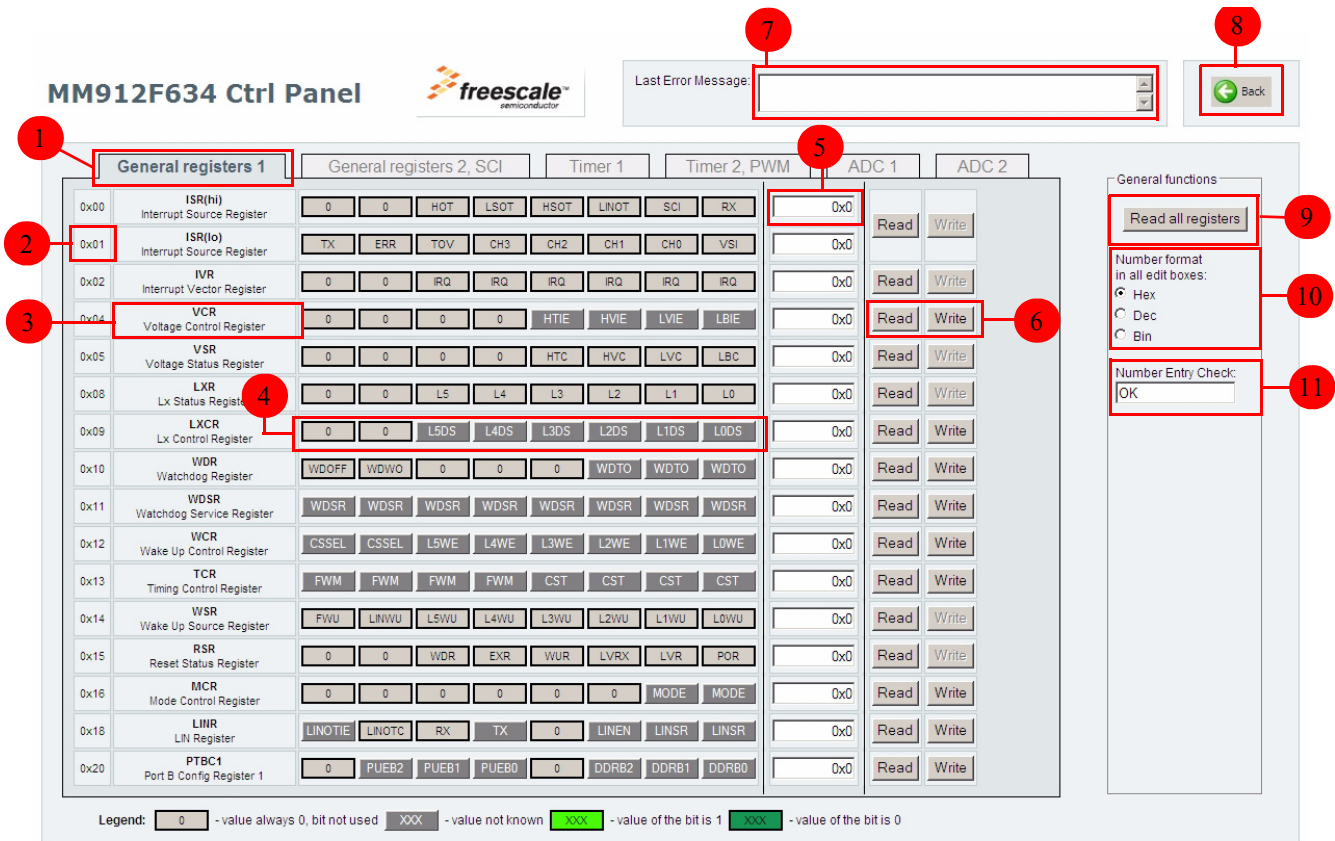 7
8
MM912F634 Ctrl Panel
freescale™
semiconductor
Last Error Message:
Back
1
5
General registers 1 General registers 2, SCI Timer 1 Timer 2, PWM ADC 1 ADC 2
General functions
0x00 ISR(hi) Interrupt Source Register 0 0 HOT LSOT HSOT LINOT SCI RX 0x0
Read Write
Read all registers
9
2
0x01 ISR(lo) Interrupt Source Register TX ERR TOV CH3 CH2 CH1 CH0 VSI 0x0
0x02 IVR Interrupt Vector Register 0 0 IRQ IRQ IRQ IRQ IRQ IRQ 0x0 Read Write
Number format
in all edit boxes:
Hex
Dec
Bin
10
3
0x04 VCR Voltage Control Register 0 0 0 0 HTIE HVIE LVIE LBIE 0x0 Read Write
6
0x05 VSR Voltage Status Register 0 0 0 0 HTC HVC LVC LBC 0x0 Read Write
Number Entry Check:
OK
11
0x08 LXR Lx Status Register 0 0 L5 L4 L3 L2 L1 L0 0x0 Read Write
4
0x09 LXCR Lx Control Register 0 0 L5DS L4DS L3DS L2DS L1DS L0DS 0x0 Read Write
0x10 WDR Watchdog Register WDOFF WDWO 0 0 0 WDTO WDTO WDTO 0x0 Read Write
0x11 WDSR Watchdog Service Register WDSR WDSR WDSR WDSR WDSR WDSR WDSR WDSR 0x0 Read Write
0x12 WCR Wake Up Control Register CSSEL CSSEL L5WE L4WE L3WE L2WE L1WE L0WE 0x0 Read Write
0x13 TCR Timing Control Register FWM FWM FWM FWM CST CST CST CST 0x0 Read Write
0x14 WSR Wake Up Source Register FWU LINWU L5WU L4WU L3WU L2WU L1WU L0WU 0x0 Read Write
0x15 RSR Reset Status Register 0 0 WDR EXR WUR LVRX LVR POR 0x0 Read Write
0x16 MCR Mode Control Register 0 0 0 0 0 0 MODE MODE 0x0 Read Write
0x18 LINR LIN Register LINOTIE LINOTC RX TX 0 LINEN LINSR LINSR 0x0 Read Write
0x20 PTBC1 Port B Config Register 1 0 PUEB2 PUEB1 PUEB0 0 DDRB2 DDRB1 DDRB0 0x0 Read Write
Legend: 0 - value always 0, bit not used XXX - value not known XXX - value of the bit is 1 XXX - value of the bit is 0